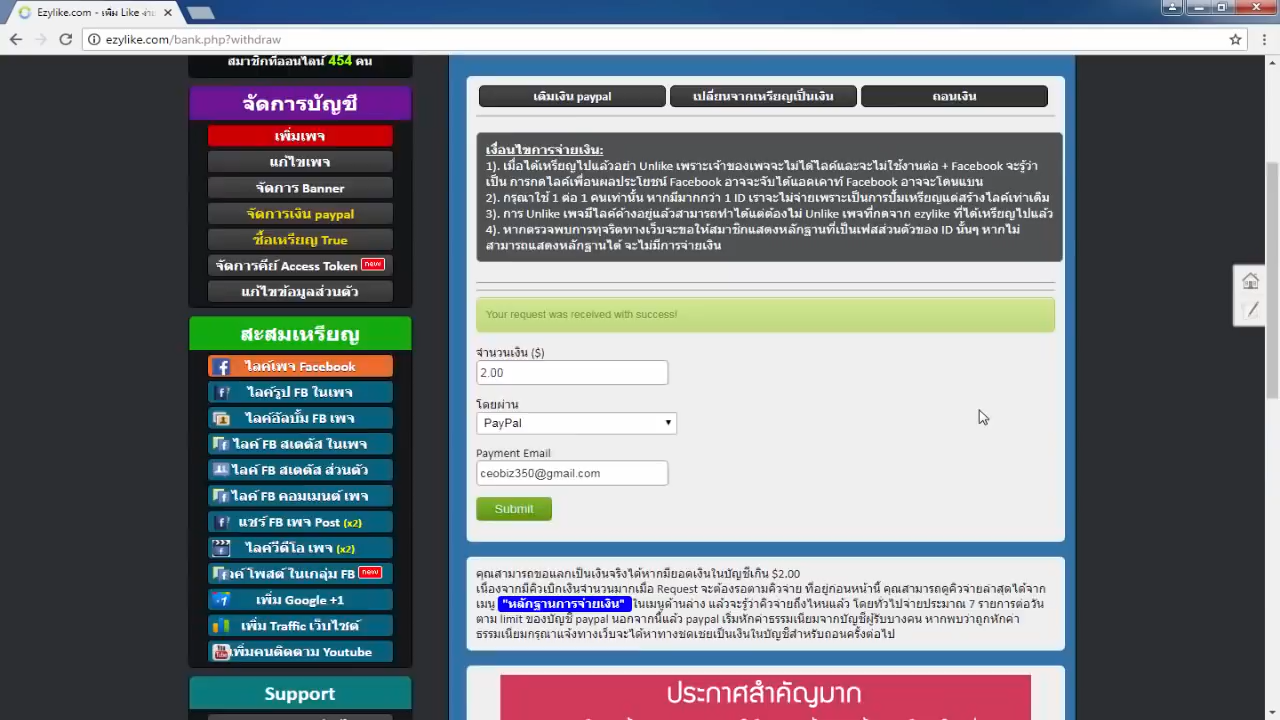 Ezylike.com - เพิ่ม Like ง่า
ezylike.com/bank.php?withdraw
สมาชิกที่ออนไลน์ 454 คน
จัดการบัญชี
เพิ่มเพจ
แก้ไขเพจ
จัดการ Banner
จัดการเงิน paypal
ซื้อเหรียญ True
จัดการคีย์ Access Token new
แก้ไขข้อมูลส่วนตัว
สะสมเหรียญ
ไลค์เพจ Facebook
ไลค์รูป FB ในเพจ
ไลค์อัลบั้ม FB เพจ
ไลค์ FB สเตตัส ในเพจ
ไลค์ FB สเตตัส ส่วนตัว
ไลค์ FB คอมเมนต์ เพจ
แชร์ FB เพจ Post (x2)
ไลค์วีดีโอ เพจ (x2)
โพสต์ ในเกลุ่ม FB new
เพิ่ม Google +1
เพิ่ม Traffic เว็บไซต์
เพิ่มคนติดตาม Youtube
Support
เติมเงิน paypal
เปลี่ยนจากเหรียญเป็นเงิน
ถอนเงิน
เงื่อนไขการจ่ายเงิน:
1). เมื่อได้เหรียญไปแล้วอย่า Unlike เพราะเจ้าของเพจจะไม่ได้ไลค์และจะไม่ใช้งานต่อ + Facebook จะรู้ว่า
เป็น การกดไลค์เพื่อผลประโยชน์ Facebook อาจจะจับได้แอคเคาท์ Facebook อาจจะโดนแบน
2). กรุณาใช้ 1 ต่อ 1 คนเท่านั้น หากมีมากกว่า 1 ID เราจะไม่จ่ายเพราะเป็นการปั้มเหรียญแต่สร้างไลค์เท่าเดิม
3). การ Unlike เพจมีไลค์ค้างอยู่แล้วสามารถทำได้แต่ต้องไม่ Unlike เพจที่กดจาก ezylike ที่ได้เหรียญไปแล้ว
4). หากตรวจพบการทุจริตทางเว็บจะขอให้สมาชิกแสดงหลักฐานที่เป็นเฟสส่วนตัวของ ID นั้นๆ หากไม่
สามารถแสดงหลักฐานได้ จะไม่มีการจ่ายเงิน
Your request was received with success!
จำนวนเงิน ($)
2.00
โดยผ่าน
PayPal
Payment Email
ceobiz350@gmail.com
Submit
คุณสามารถขอแลกเป็นเงินจริงได้หากมียอดเงินในบัญชีเกิน $2.00
เนื่องจากมีคิวเบิกเงินจำนวนมากเมื่อ Request จะต้องรอตามคิวจ่าย ที่อยู่ก่อนหน้านี้ คุณสามารถดูคิวจ่ายล่าสุดได้จาก
เมนู "หลักฐานการจ่ายเงิน" ในเมนูด้านล่าง แล้วจะรู้ว่าคิวจ่ายถึงไหนแล้ว โดยทั่วไปจ่ายประมาณ 7 รายการต่อวัน
ตาม limit ของบัญชี paypal นอกจากนี้แล้ว paypal เริ่มหักค่าธรรมเนียมจากบัญชีผู้รับบางคน หากพบว่าถูกหักค่า
ธรรมเนียมกรุณาแจ้งทางเว็บจะได้หาทางชดเชยเป็นเงินในบัญชีสำหรับถอนครั้งต่อไป
ประกาศสำคัญมาก